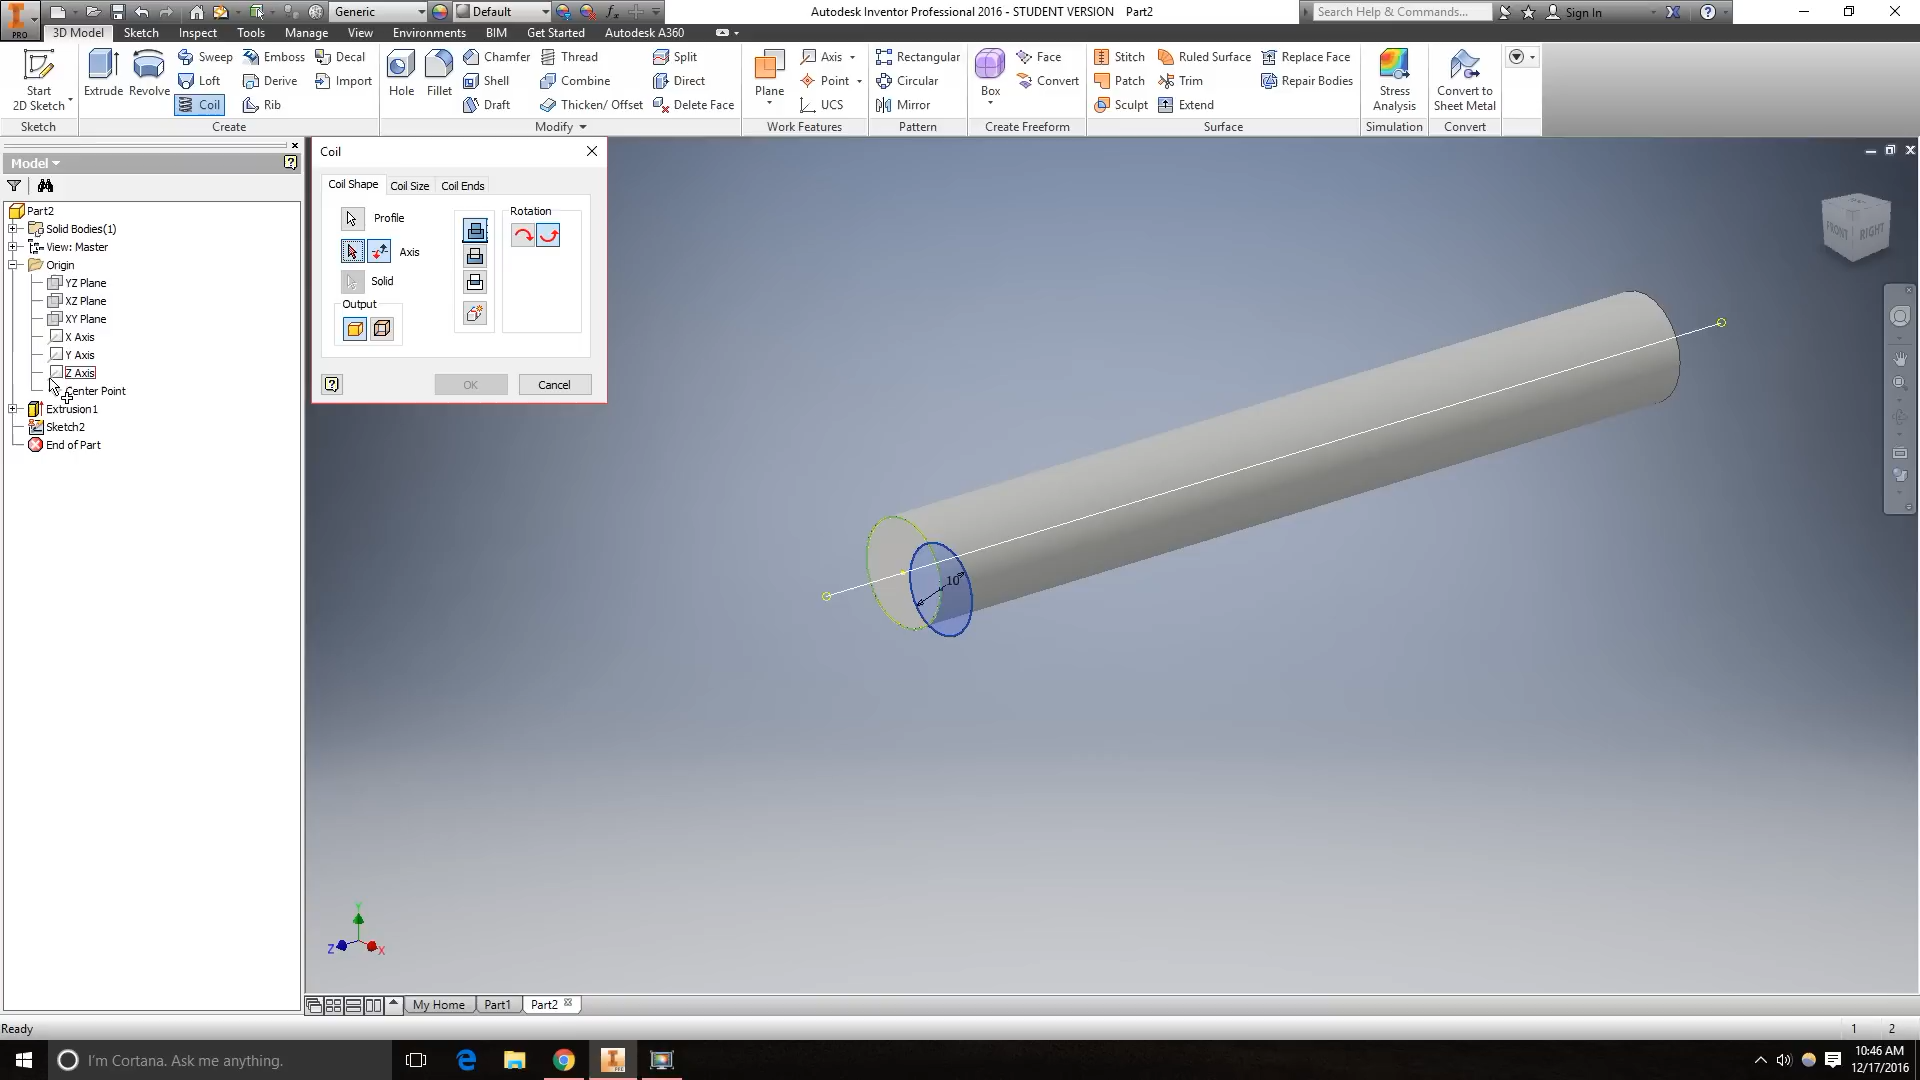 Generic
Default
Autodesk Inventor Professional 2016 - STUDENT VERSION Part2
Search Help & Commands...
Sign In
PRO
3D Model Sketch Inspect Tools Manage View Environments BIM Get Started Autodesk A360
Start
2D Sketch
Extrude
Revolve
Sweep
Loft
Coil
Emboss
Derive
Rib
Decal
Import
Hole
Fillet
Chamfer
Shell
Draft
Thread
Combine
Thicken/ Offset
Split
Direct
Delete Face
Plane
Axis
Point
UCS
Rectangular
Circular
Mirror
Box
Face
Convert
Stitch
Patch
Sculpt
Ruled Surface
Trim
Extend
Replace Face
Repair Bodies
Stress
Analysis
Convert to
Sheet Metal
Sketch Create Modify Work Features Pattern Create Freeform Surface Simulation Convert
Model
Part2
Solid Bodies(1)
View: Master
Origin
YZ Plane
XZ Plane
XY Plane
X Axis
Y Axis
Z Axis
Center Point
Extrusion1
Sketch2
End of Part
Coil
Coil Shape Coil Size Coil Ends
Profile
Axis
Solid
Output
Rotation
OK Cancel
10
FRONT RIGHT
Y
Z
X
My Home Part1 Part2
Ready
1 2
I'm Cortana. Ask me anything.
10:46 AM
12/17/2016